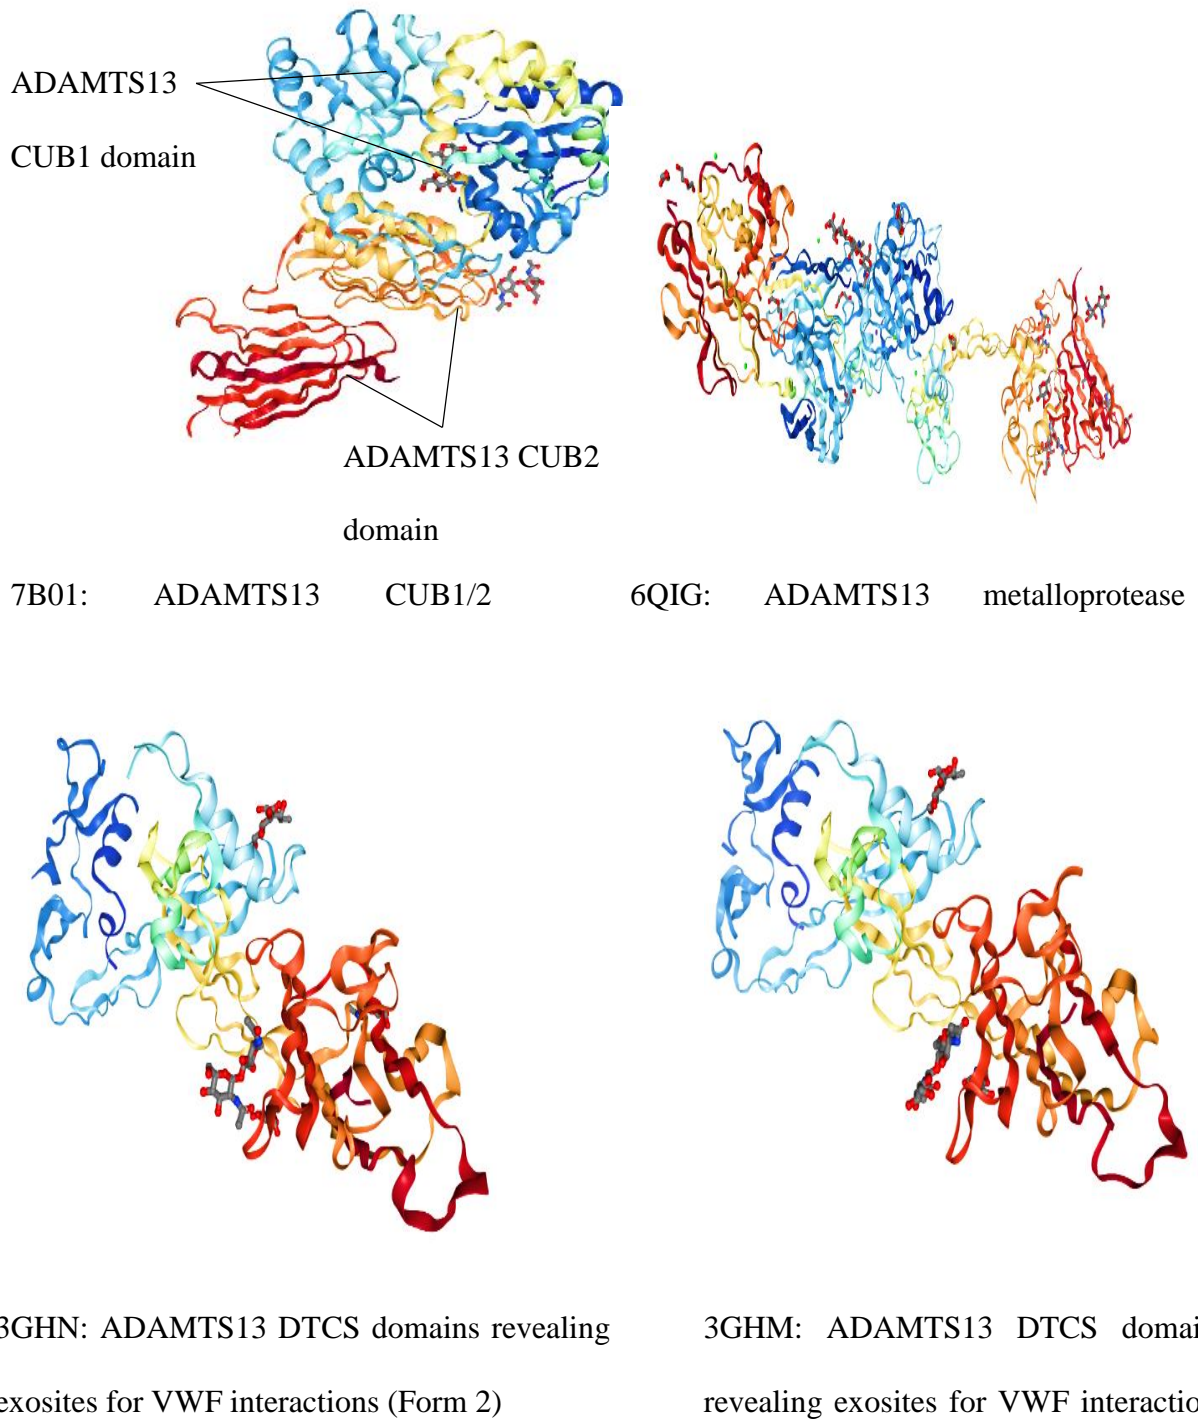 ADAMTS13
CUB1 domain
ADAMTS13 CUB2
domain
7B01: ADAMTS13 CUB1/2
6QIG: ADAMTS13 metalloprotease
3GHN: ADAMTS13 DTCS domains revealing
exosites for VWF interactions (Form 2)
3GHM: ADAMTS13 DTCS domai
revealing exosites for VWF interaction